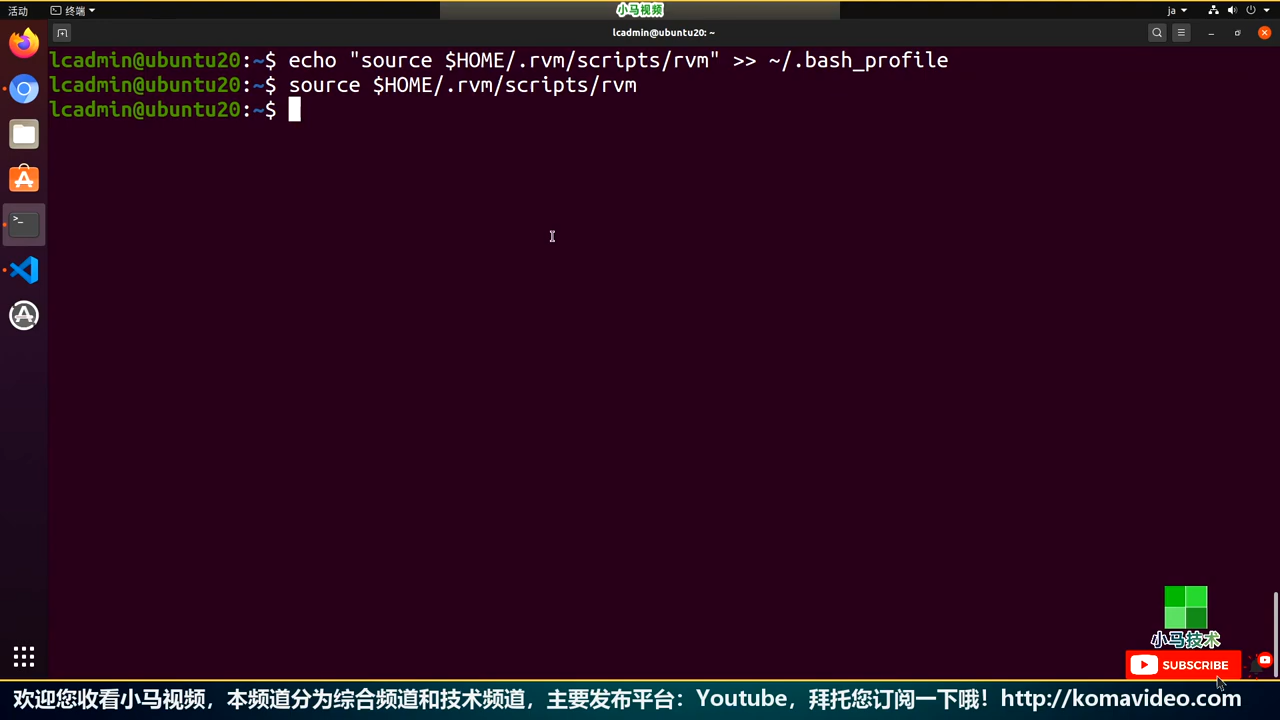 活动
终端
小马视频
ja
lcadmin@ubuntu20: ~
lcadmin@ubuntu20:~$ echo "source $HOME/.rvm/scripts/rvm" >> ~/.bash_profile
lcadmin@ubuntu20:~$ source $HOME/.rvm/scripts/rvm
lcadmin@ubuntu20:~$
小马技术
SUBSCRIBE
欢迎您收看小马视频，本频道分为综合频道和技术频道，主要发布平台：Youtube，拜托您订阅一下哦！http://komavideo.com